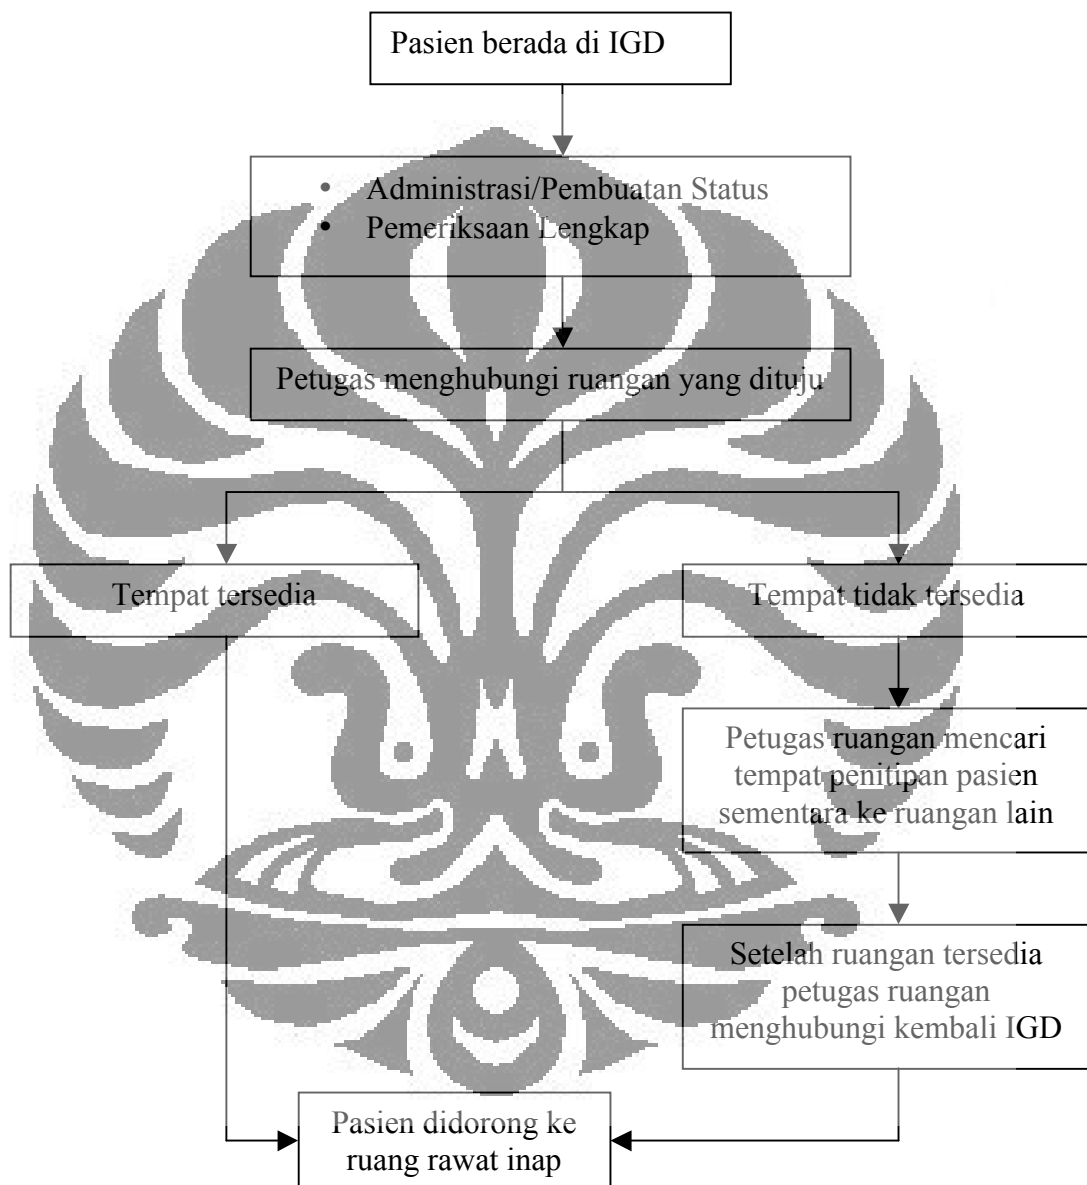 Pasien berada di IGD
• Administrasi/Pembuatan Status
• Pemeriksaan Lengkap
Petugas menghubungi ruangan yang dituju
Tempat tersedia
Tempat tidak tersedia
Petugas ruangan mencari
tempat penitipan pasien
sementara ke ruangan lain
Setelah ruangan tersedia
petugas ruangan
menghubungi kembali IGD
Pasien didorong ke
ruang rawat inap